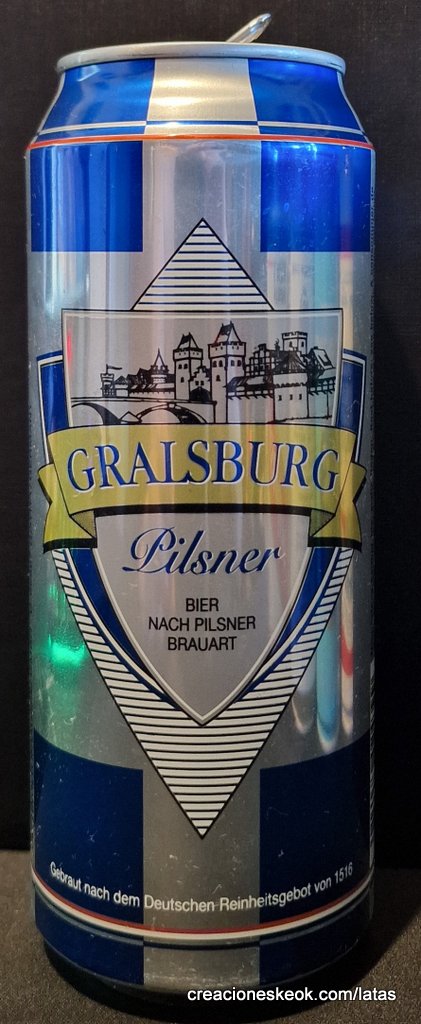 GRALSBURG
Pilsner
BIER
NACH PILSNER
BRAUART
Gebraut nach dem Deutschen Reinheitsgebot von 1516
creacioneskeok.com/latas